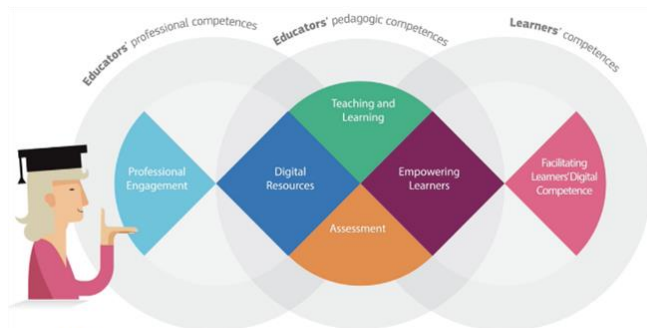 Educators' professional competences
Educators' pedagogic competences
Learners' competences
Teaching and
Learning
Professional
Engagement
Digital
Resources
Empowering
Learners
Facilitating
Learners' Digital
Competence
Assessment